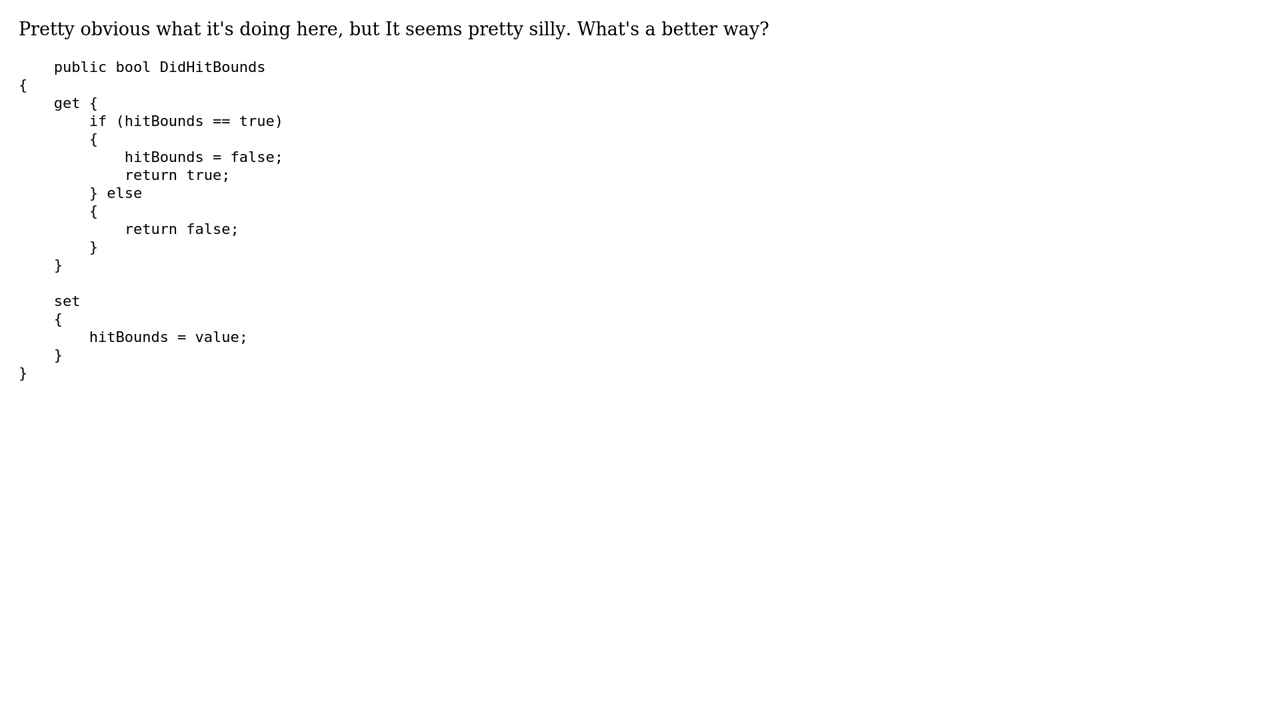 Pretty obvious what it's doing here, but It seems pretty silly. What's a better way?
    public bool DidHitBounds
{
    get {
        if (hitBounds == true)
        {
            hitBounds = false;
            return true;
        } else
        {
            return false;
        }
    }

    set
    {
        hitBounds = value;
    }
}